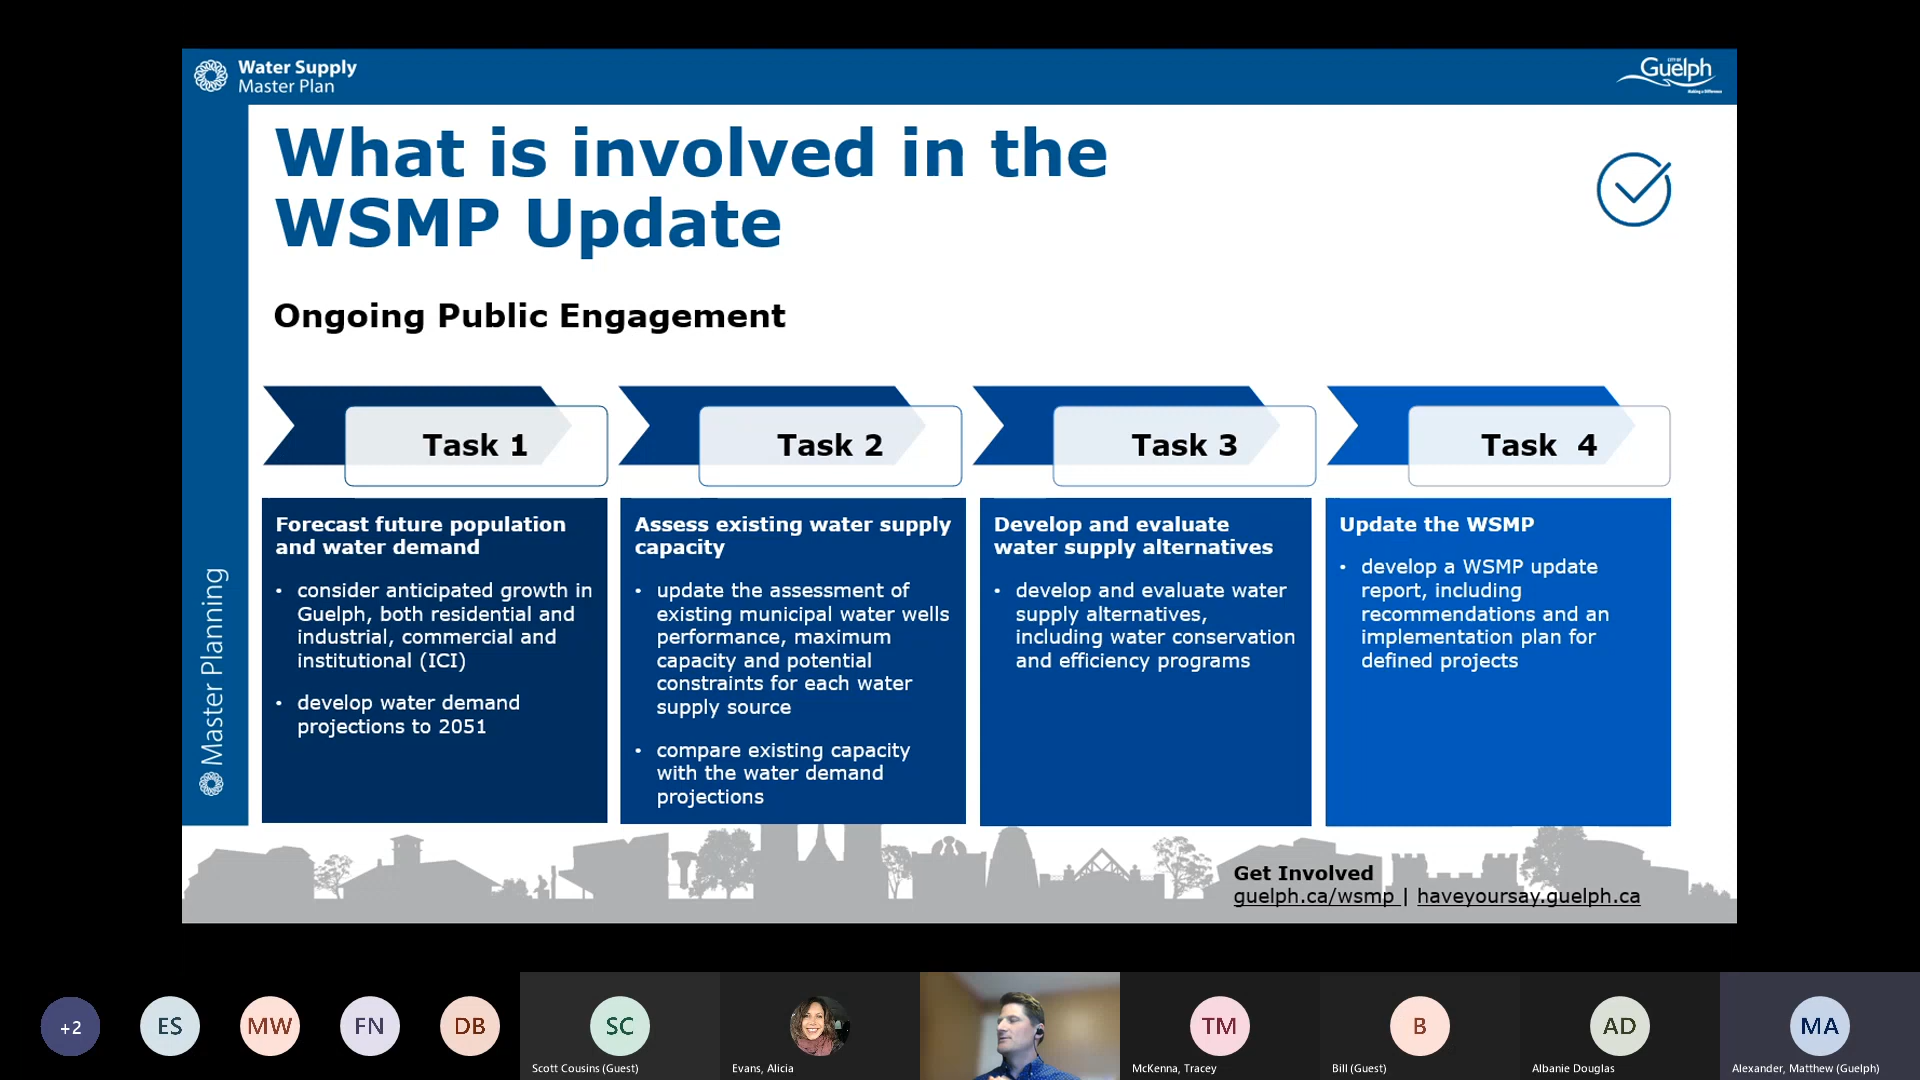 Water Supply
Master Plan
CITY OF
Guelph
Making a Difference
What is involved in the
WSMP Update
Ongoing Public Engagement
Task 1
Task 2
Task 3
Task 4
Forecast future population
and water demand
• consider anticipated growth in
Guelph, both residential and
industrial, commercial and
institutional (ICI)
• develop water demand
projections to 2051
Assess existing water supply
capacity
• update the assessment of
existing municipal water wells
performance, maximum
capacity and potential
constraints for each water
supply source
• compare existing capacity
with the water demand
projections
Develop and evaluate
water supply alternatives
• develop and evaluate water
supply alternatives,
including water conservation
and efficiency programs
Update the WSMP
• develop a WSMP update
report, including
recommendations and an
implementation plan for
defined projects
Master Planning
Get Involved
guelph.ca/wsmp | haveyoursay.guelph.ca
+2
ES
MW
FN
DB
SC
Scott Cousins (Guest)
Evans, Alicia
TM
McKenna, Tracey
B
Bill (Guest)
AD
Albanie Douglas
MA
Alexander, Matthew (Guelph)